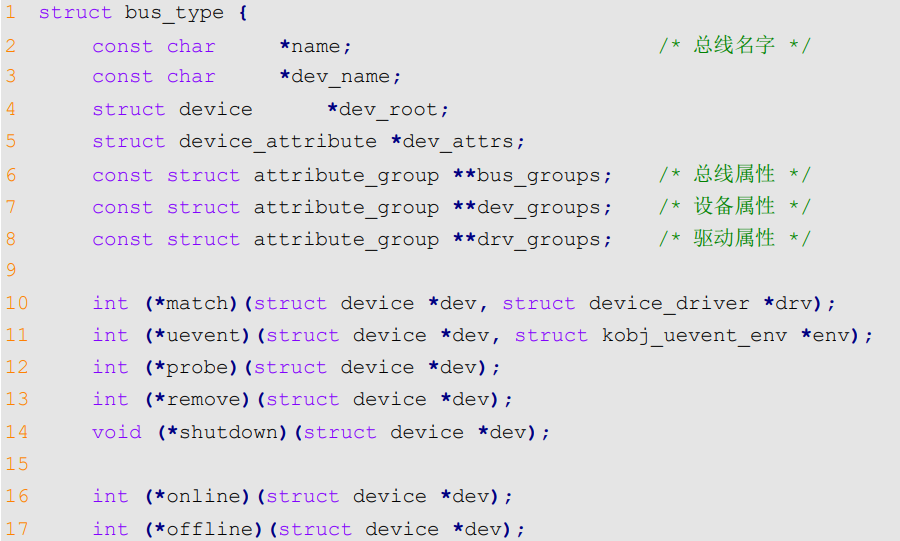 1 struct bus_type {
2 const char *name; /* 总线名字 */
3 const char *dev_name;
4 struct device *dev_root;
5 struct device_attribute *dev_attrs;
6 const struct attribute_group **bus_groups; /* 总线属性 */
7 const struct attribute_group **dev_groups; /* 设备属性 */
8 const struct attribute_group **drv_groups; /* 驱动属性 */
9
10 int (*match)(struct device *dev, struct device_driver *drv);
11 int (*uevent)(struct device *dev, struct kobj_uevent_env *env);
12 int (*probe)(struct device *dev);
13 int (*remove)(struct device *dev);
14 void (*shutdown)(struct device *dev);
15
16 int (*online)(struct device *dev);
17 int (*offline)(struct device *dev);